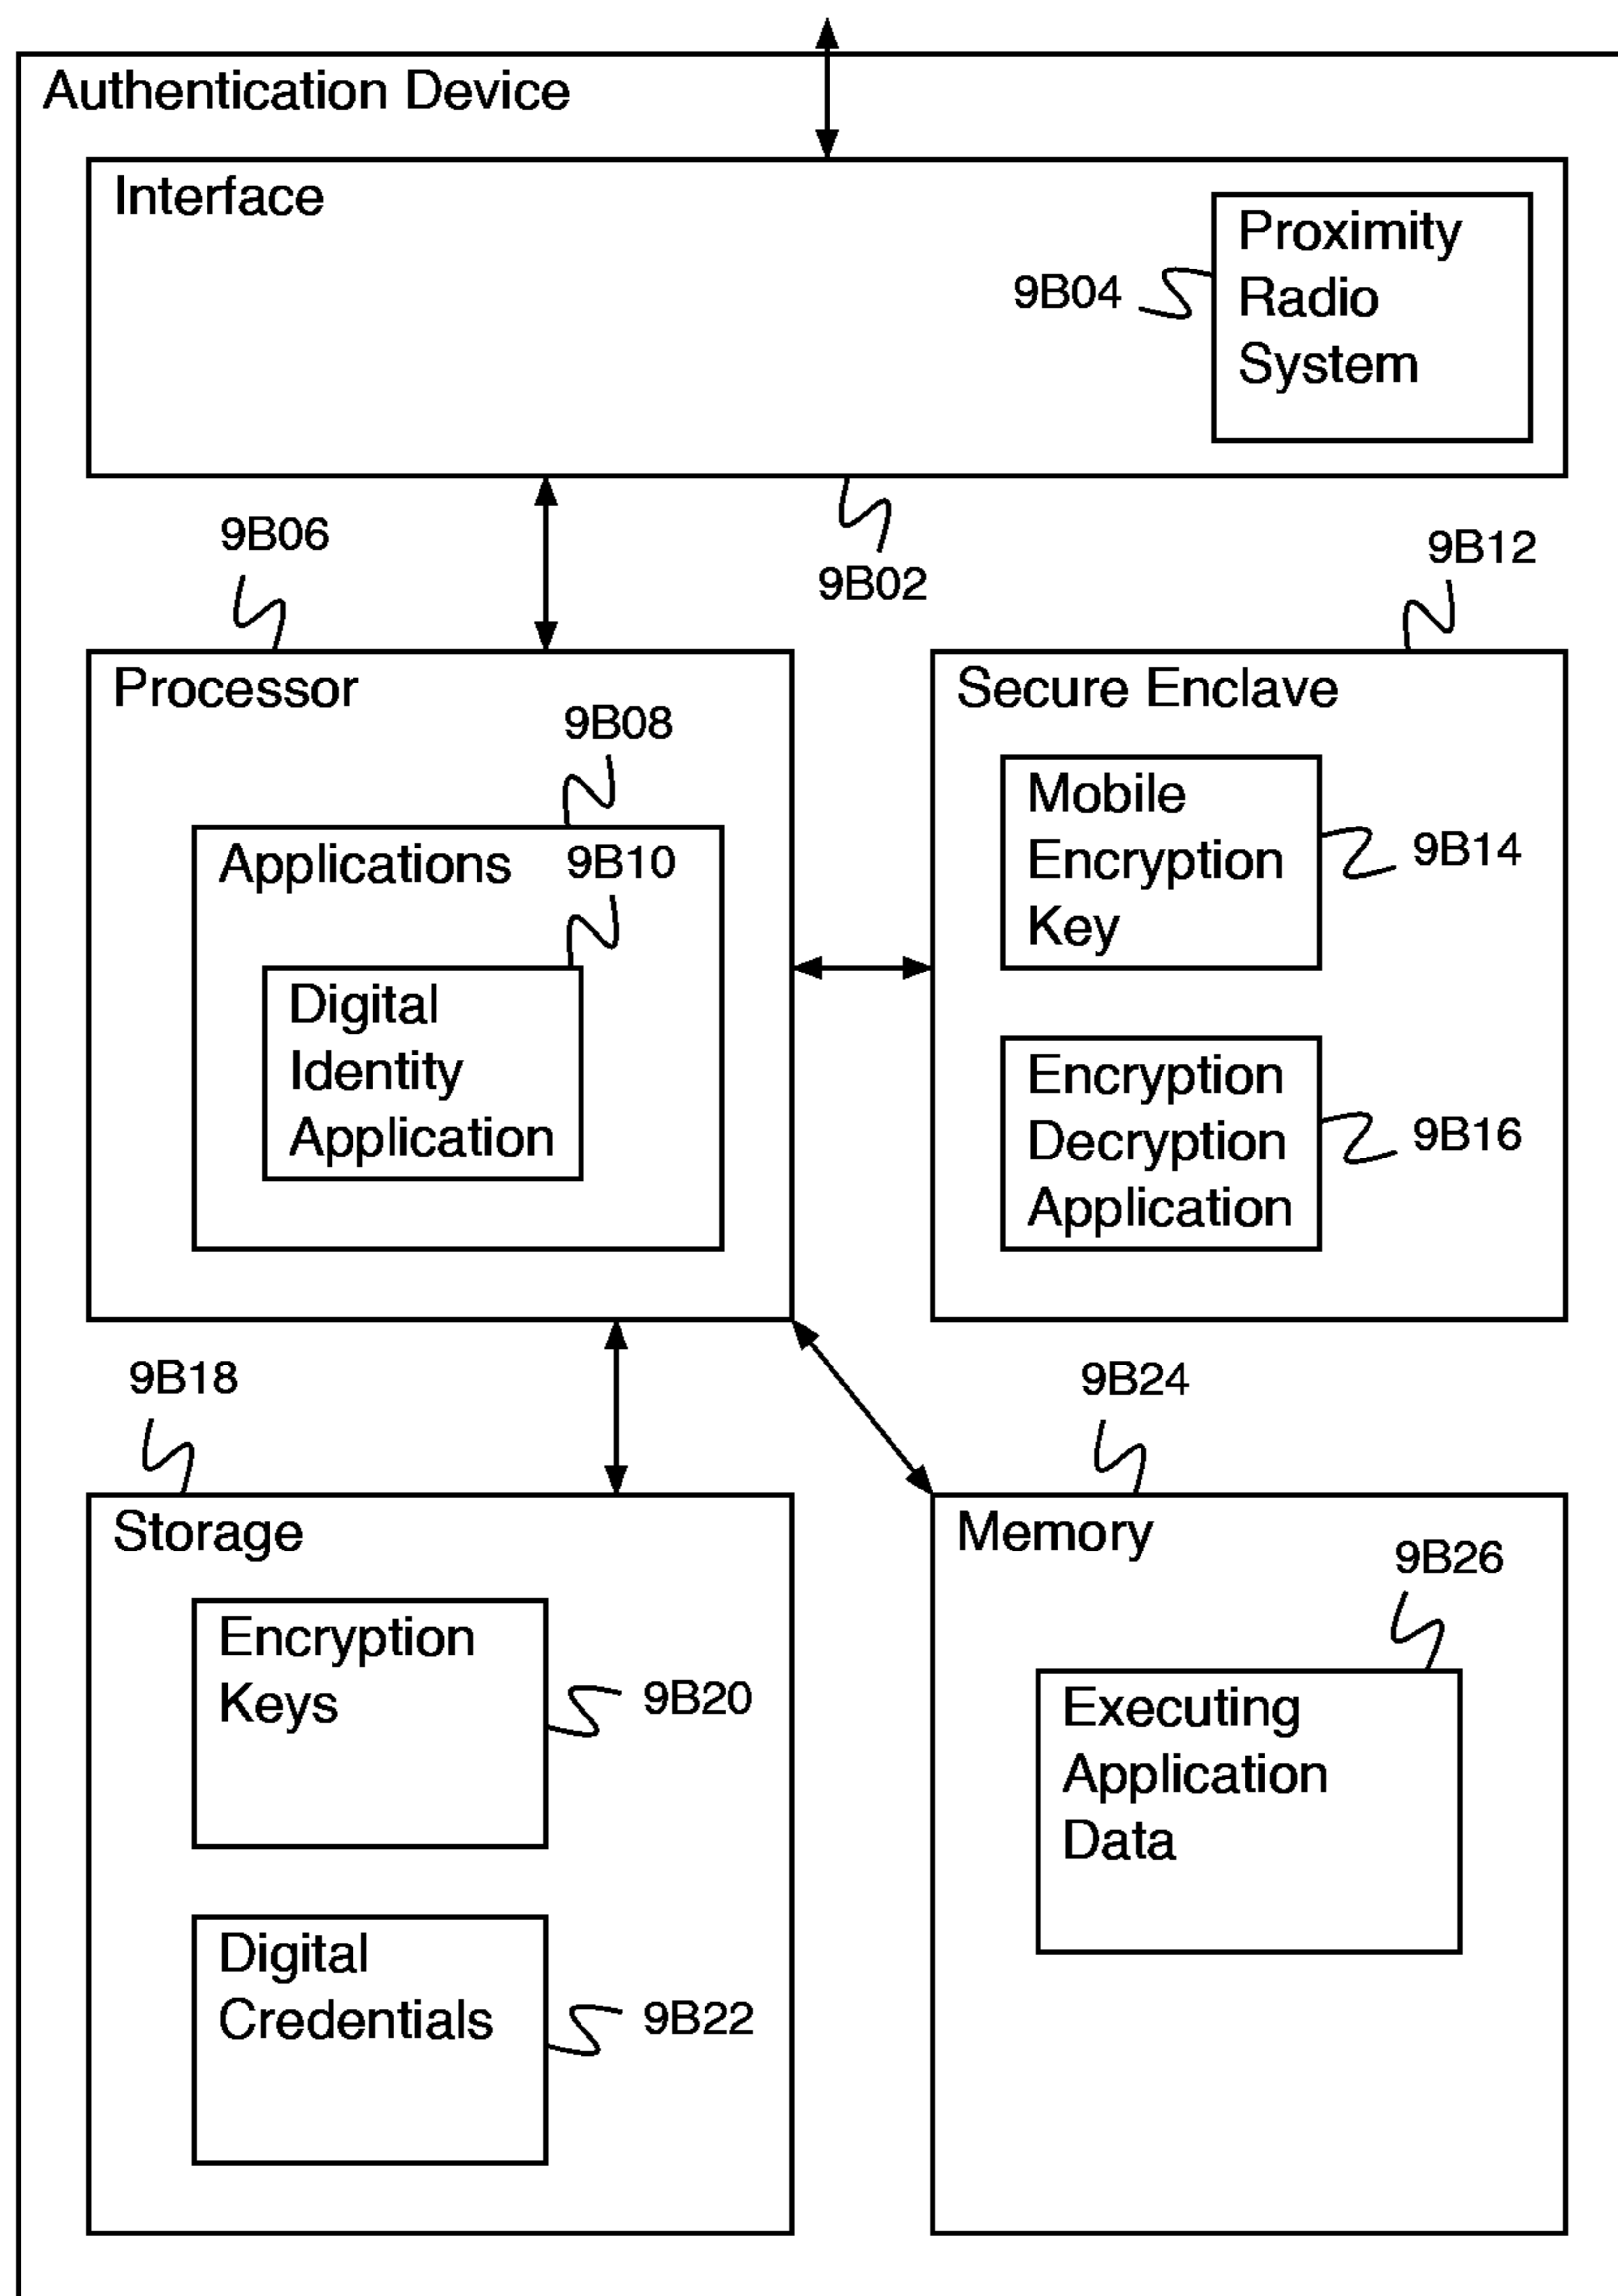 Authentication Device
Interface
Proximity
Radio
System
9B04
9B02
9B06
Processor
9B08
Applications
9B10
Digital
Identity
Application
9B12
Secure Enclave
Mobile
Encryption
Key
9B14
Encryption
Decryption
Application
9B16
9B18
Storage
Encryption
Keys
9B20
Digital
Credentials
9B22
9B24
Memory
9B26
Executing
Application
Data